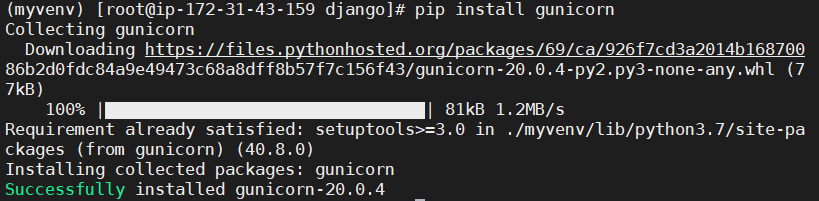 (myvenv) [root@ip-172-31-43-159 django]# pip install gunicorn
Collecting gunicorn
  Downloading https://files.pythonhosted.org/packages/69/ca/926f7cd3a2014b168700
86b2d0fdc84a9e49473c68a8dff8b57f7c156f43/gunicorn-20.0.4-py2.py3-none-any.whl (7
7kB)
    100% |████████████████████████████████| 81kB 1.2MB/s
Requirement already satisfied: setuptools>=3.0 in ./myvenv/lib/python3.7/site-pa
ckages (from gunicorn) (40.8.0)
Installing collected packages: gunicorn
Successfully installed gunicorn-20.0.4